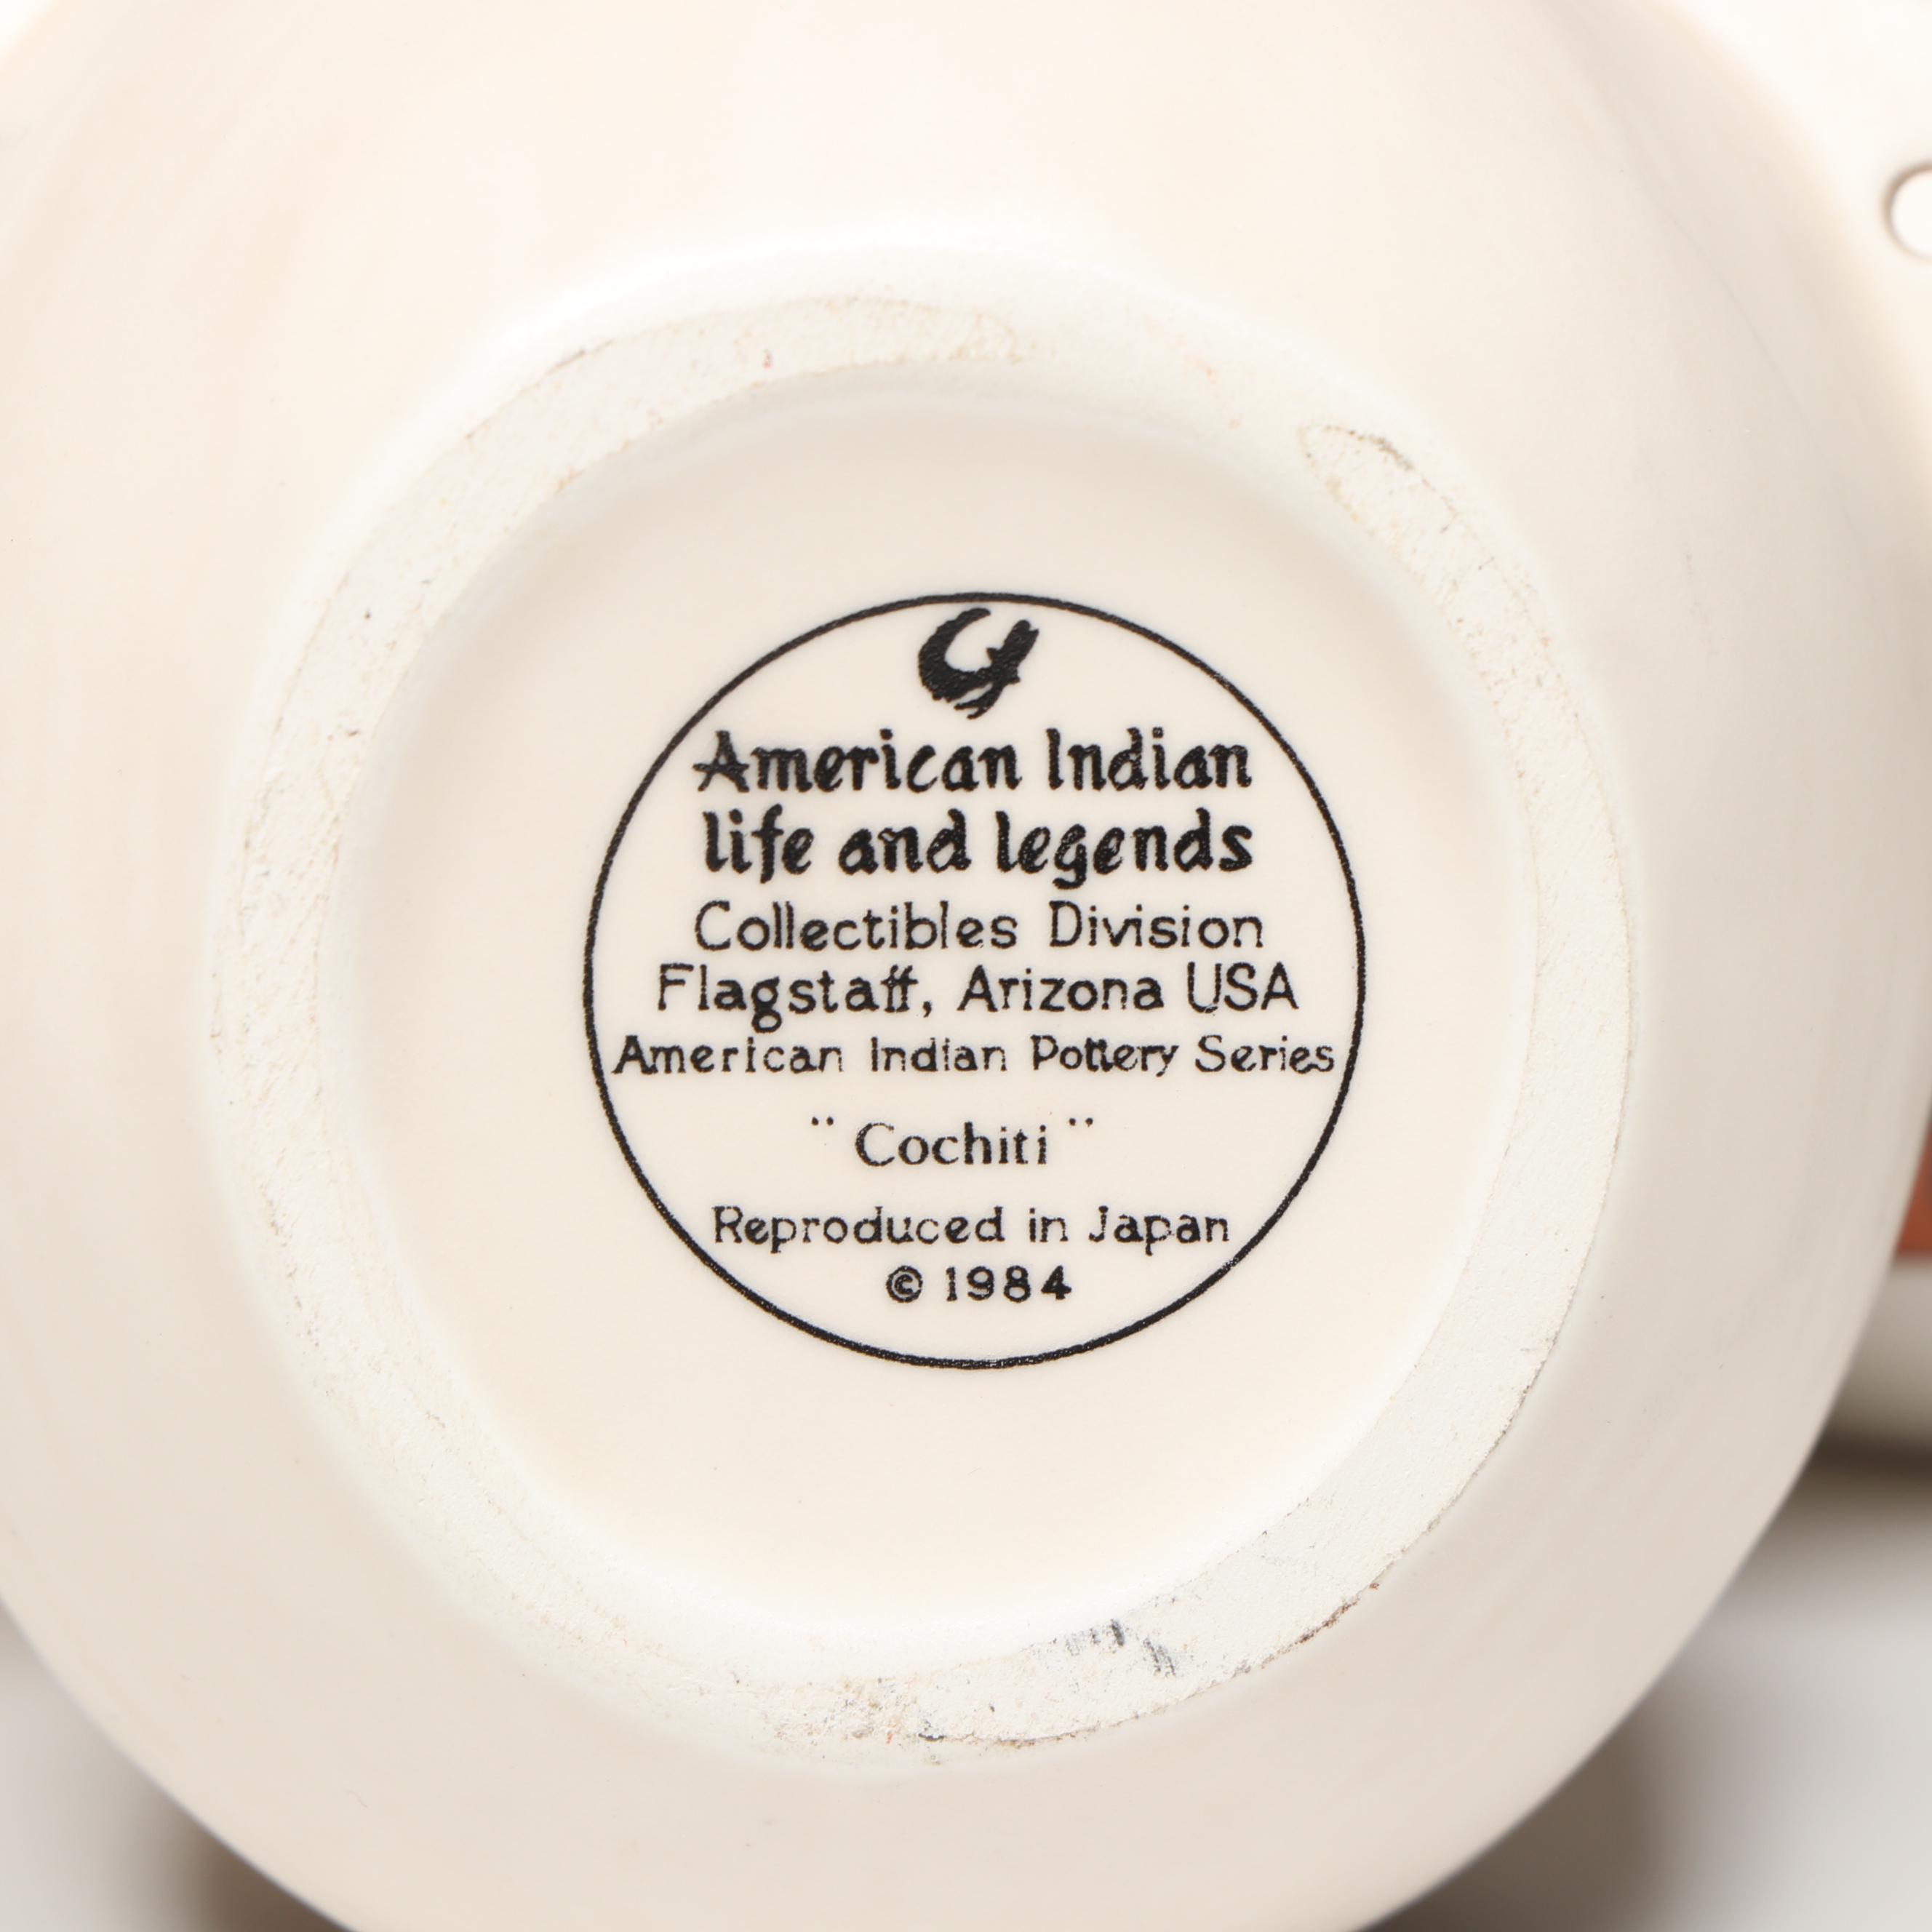 American Indian
life and legends
Collectibles Division
Flagstaff, Arizona USA
American Indian Pottery Series
" Cochiti "
Reproduced in Japan
© 1984